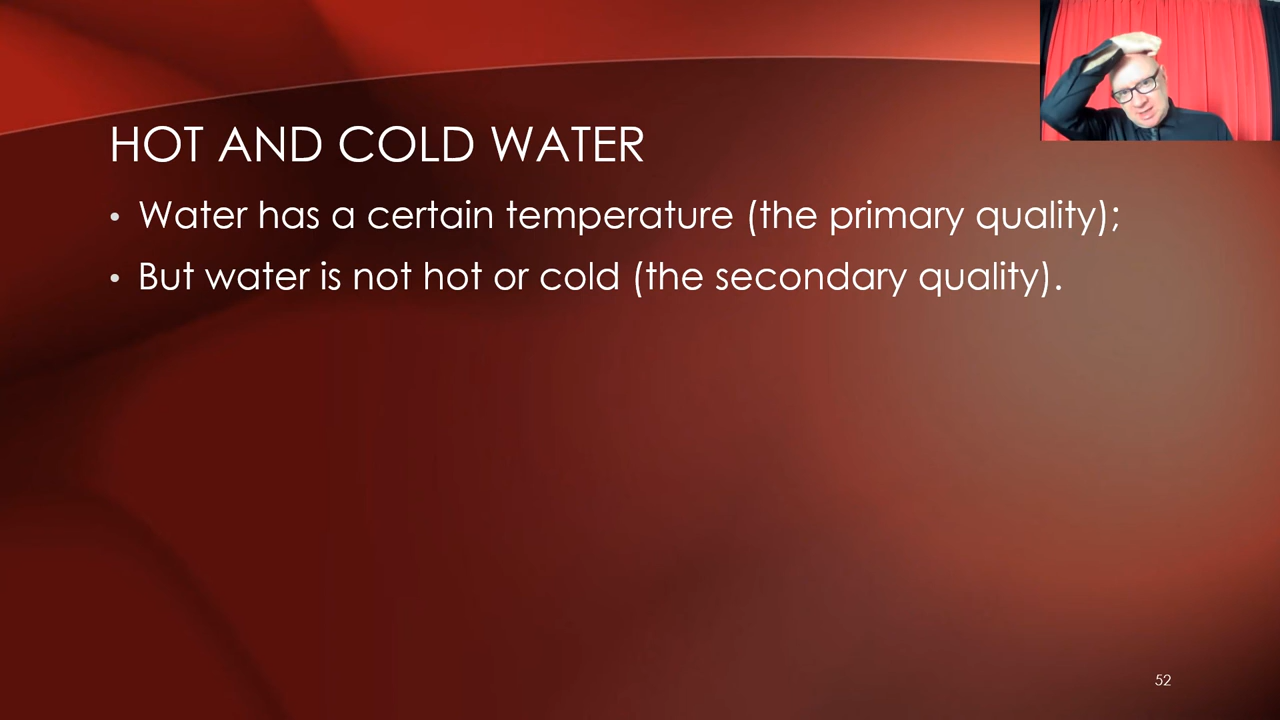 HOT AND COLD WATER
• Water has a certain temperature (the primary quality);
• But water is not hot or cold (the secondary quality).
52